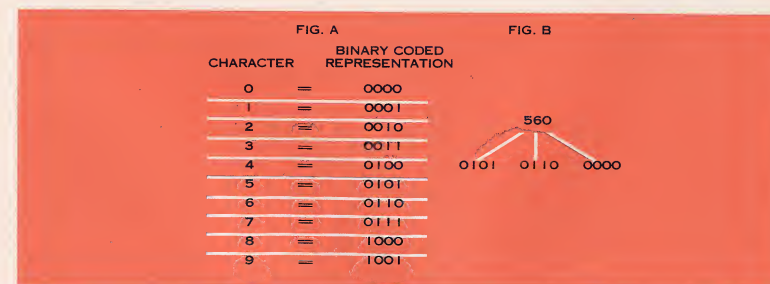 FIG. A
CHARACTER BINARY CODED REPRESENTATION
0 = 0000
1 = 0001
2 = 0010
3 = 0011
4 = 0100
5 = 0101
6 = 0110
7 = 0111
8 = 1000
9 = 1001
FIG. B
560
0101 0110 0000